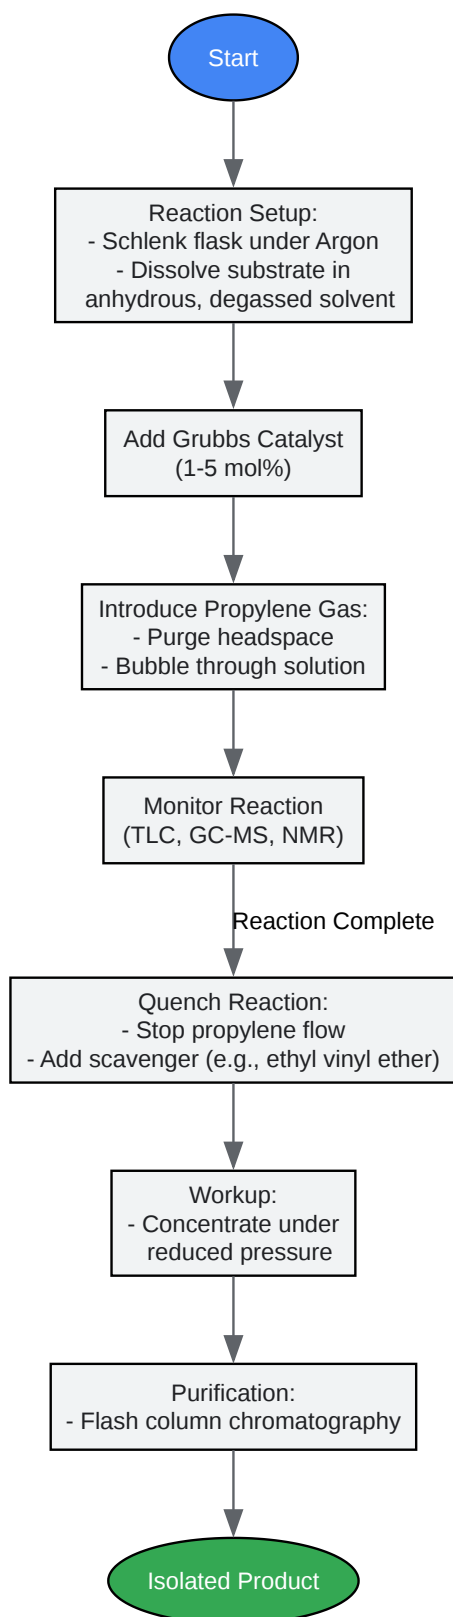 Start
Reaction Setup:
- Schlenk flask under Argon
- Dissolve substrate in
anhydrous, degassed solvent
Add Grubbs Catalyst
(1-5 mol%)
Introduce Propylene Gas:
- Purge headspace
- Bubble through solution
Monitor Reaction
(TLC, GC-MS, NMR)
Reaction Complete
Quench Reaction:
- Stop propylene flow
- Add scavenger (e.g., ethyl vinyl ether)
Workup:
- Concentrate under
reduced pressure
Purification:
- Flash column chromatography
Isolated Product